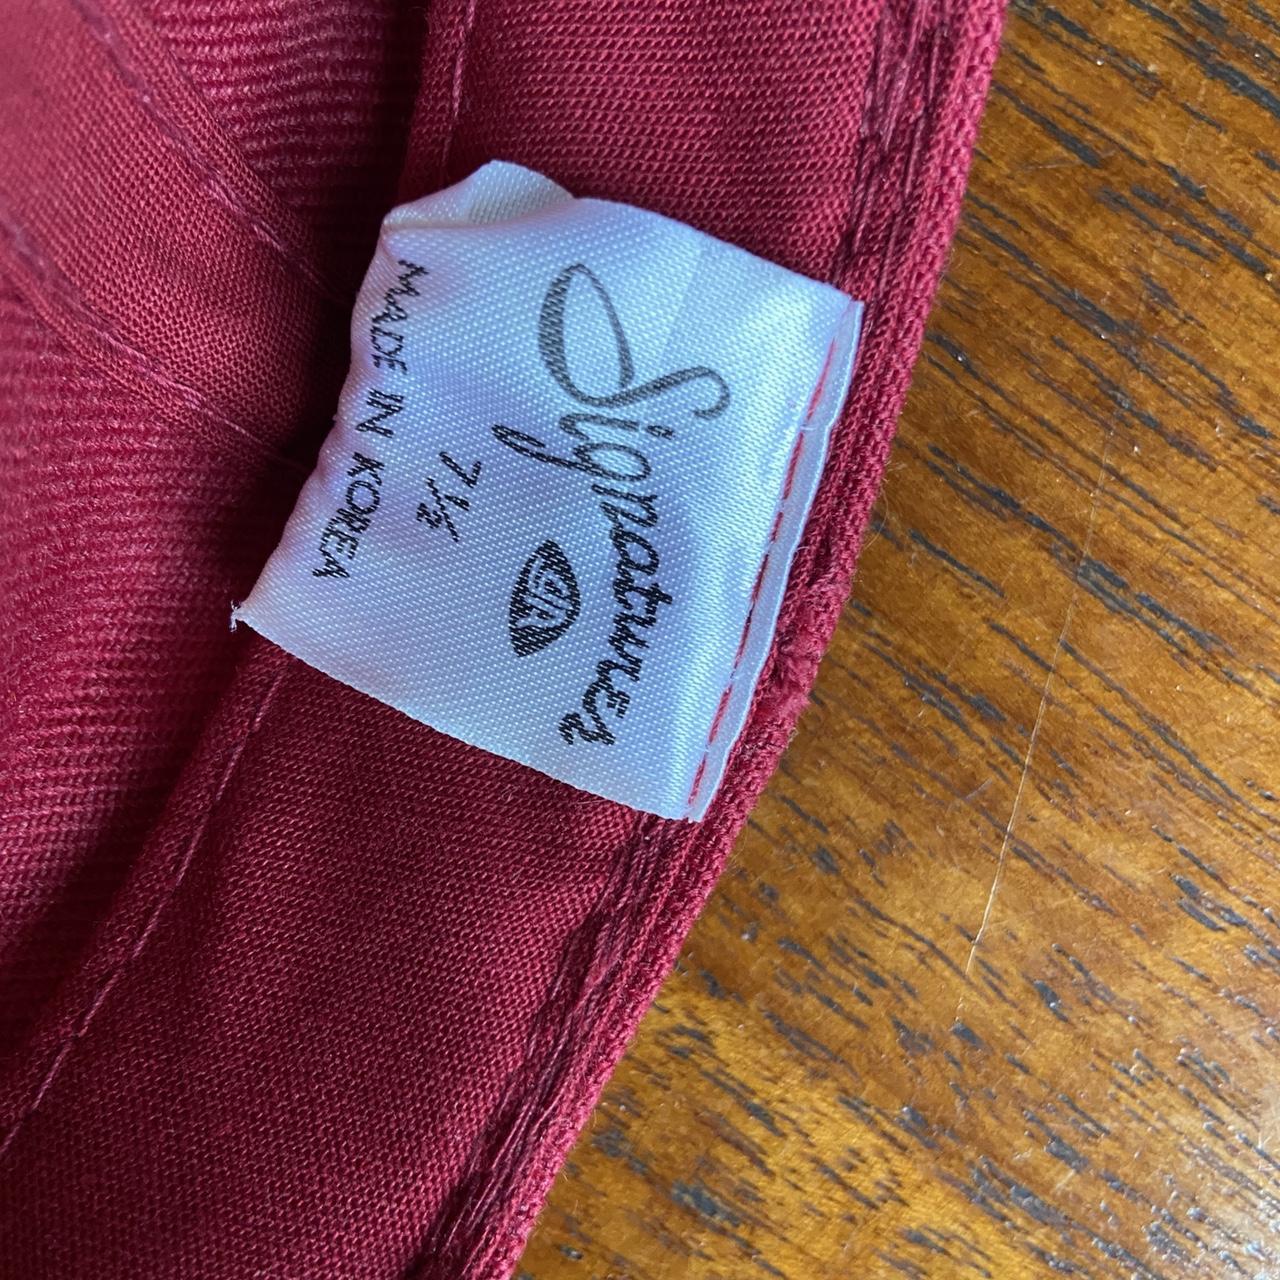 Signatures
7 1/2
MADE IN KOREA